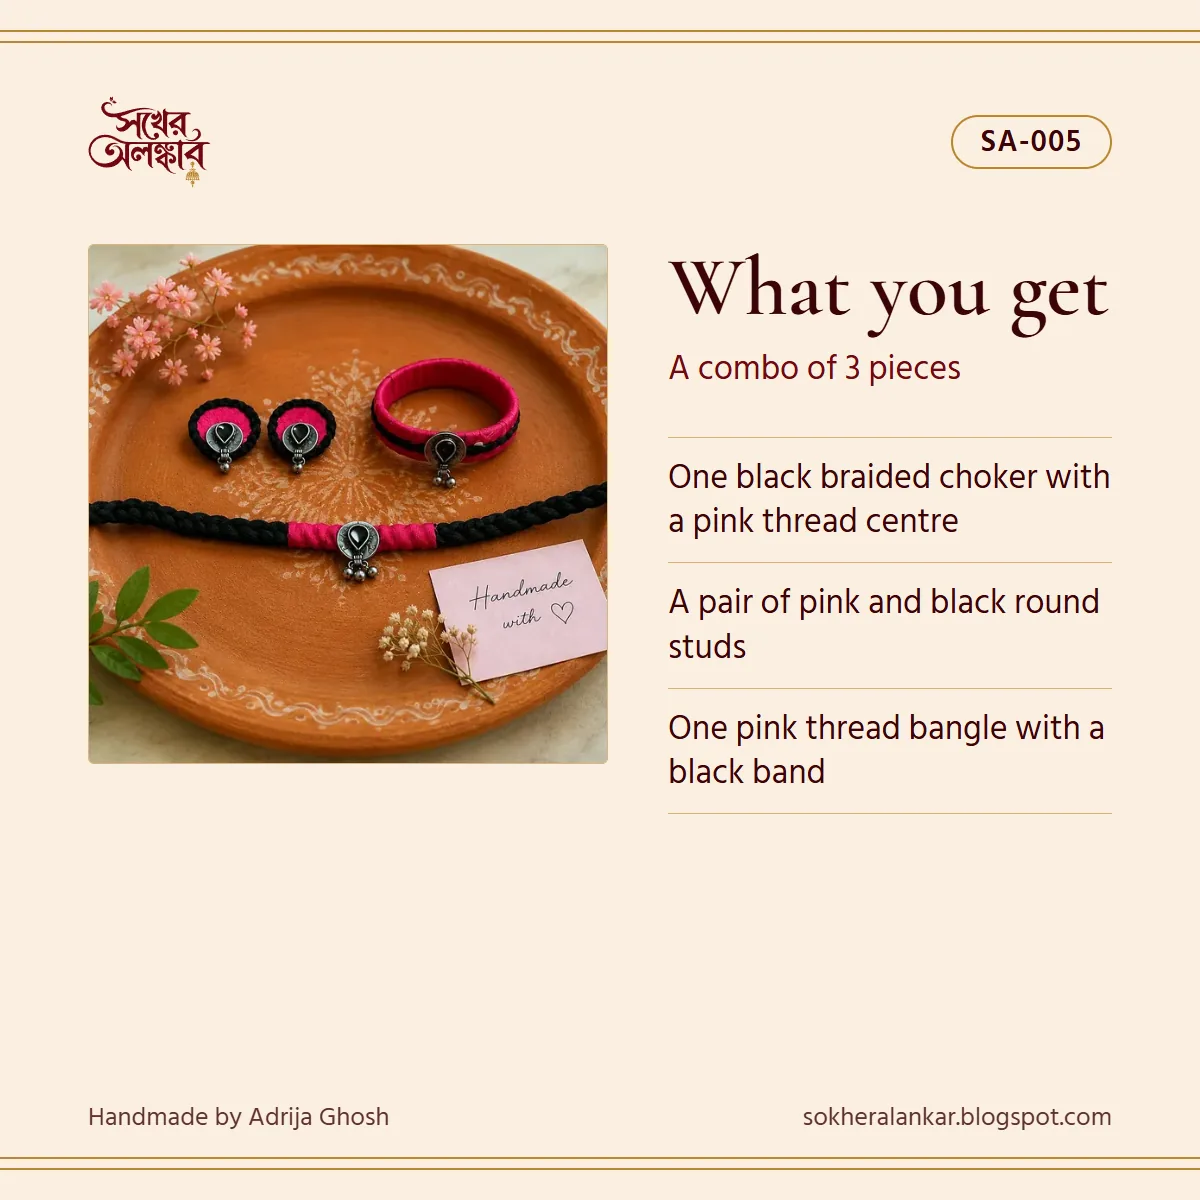 সখের
অলঙ্কার
SA-005
What you get
A combo of 3 pieces
One black braided choker with
a pink thread centre
A pair of pink and black round
studs
One pink thread bangle with a
black band
Handmade
with
Handmade by Adrija Ghosh
sokheralankar.blogspot.com